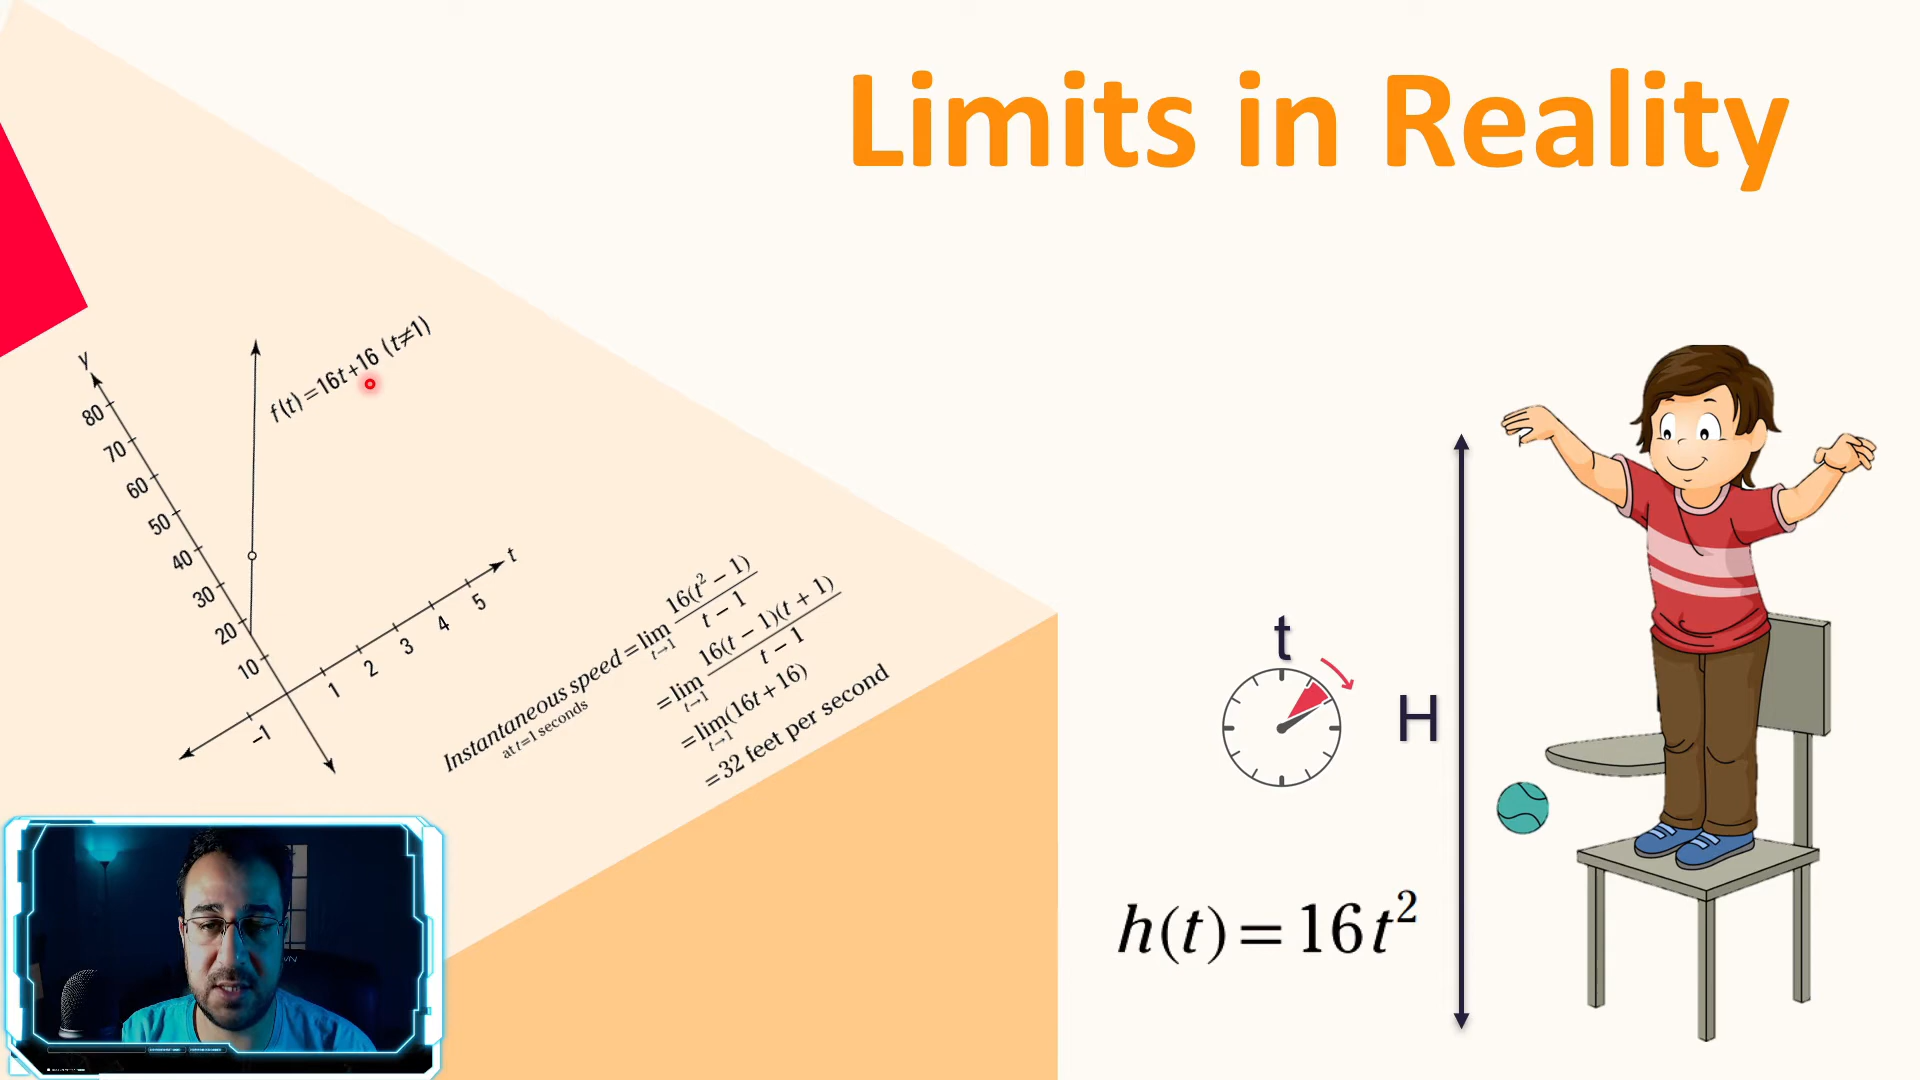 Limits in Reality
f(t)=16t+16 (t≠1)
y
80
70
60
50
40
30
20
10
-1
1
2
3
4
5
t
Instantaneous speed = lim t→1 16(t² – 1) / t – 1
at t=1 seconds
= lim t→1 16(t – 1)(t + 1) / t – 1
= lim t→1 (16t + 16)
= 32 feet per second
t
H
h(t) = 16t²